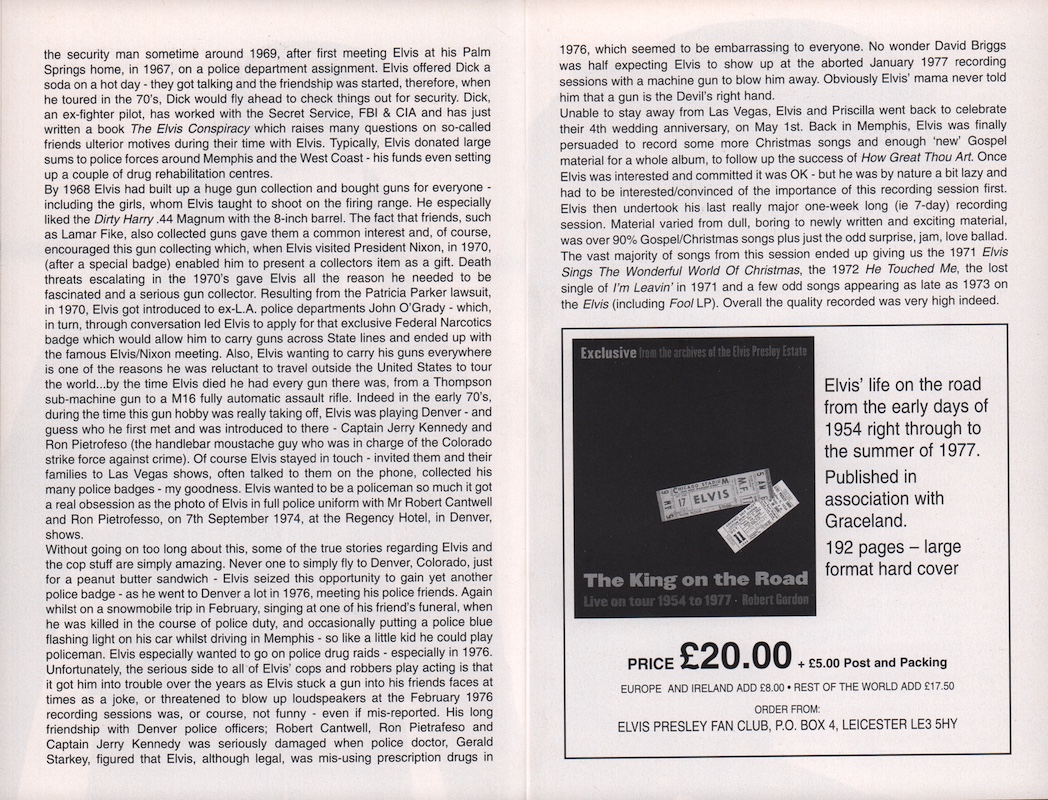 the security man sometime around 1969, after first meeting Elvis at his Palm
Springs home, in 1967, on a police department assignment. Elvis offered Dick a
soda on a hot day - they got talking and the friendship was started, therefore, when
he toured in the 70's, Dick would fly ahead to check things out for security. Dick,
an ex-fighter pilot, has worked with the Secret Service, FBI & CIA and has just
written a book The Elvis Conspiracy which raises many questions on so-called
friends ulterior motives during their time with Elvis. Typically, Elvis donated large
sums to police forces around Memphis and the West Coast - his funds even setting
up a couple of drug rehabilitation centres.
By 1968 Elvis had built up a huge gun collection and bought guns for everyone -
including the girls, whom Elvis taught to shoot on the firing range. He especially
liked the Dirty Harry .44 Magnum with the 8-inch barrel. The fact that friends, such
as Lamar Fike, also collected guns gave them a common interest and, of course,
encouraged this gun collecting which, when Elvis visited President Nixon, in 1970,
(after a special badge) enabled him to present a collectors item as a gift. Death
threats escalating in the 1970's gave Elvis all the reason he needed to be
fascinated and a serious gun collector. Resulting from the Patricia Parker lawsuit,
in 1970, Elvis got introduced to ex-L.A. police departments John O'Grady - which,
in turn, through conversation led Elvis to apply for that exclusive Federal Narcotics
badge which would allow him to carry guns across State lines and ended up with
the famous Elvis/Nixon meeting. Also, Elvis wanting to carry his guns everywhere
is one of the reasons he was reluctant to travel outside the United States to tour
the world...by the time Elvis died he had every gun there was, from a Thompson
sub-machine gun to a M16 fully automatic assault rifle. Indeed in the early 70's,
during the time this gun hobby was really taking off, Elvis was playing Denver - and
guess who he first met and was introduced to there - Captain Jerry Kennedy and
Ron Pietrofeso (the handlebar moustache guy who was in charge of the Colorado
strike force against crime). Of course Elvis stayed in touch - invited them and their
families to Las Vegas shows, often talked to them on the phone, collected his
many police badges - my goodness. Elvis wanted to be a policeman so much it got
a real obsession as the photo of Elvis in full police uniform with Mr Robert Cantwell
and Ron Pietrofesso, on 7th September 1974, at the Regency Hotel, in Denver,
shows.
Without going on too long about this, some of the true stories regarding Elvis and
the cop stuff are simply amazing. Never one to simply fly to Denver, Colorado, just
for a peanut butter sandwich - Elvis seized this opportunity to gain yet another
police badge - as he went to Denver a lot in 1976, meeting his police friends. Again
whilst on a snowmobile trip in February, singing at one of his friend's funeral, when
he was killed in the course of police duty, and occasionally putting a police blue
flashing light on his car whilst driving in Memphis - so like a little kid he could play
policeman. Elvis especially wanted to go on police drug raids - especially in 1976.
Unfortunately, the serious side to all of Elvis' cops and robbers play acting is that
it got him into trouble over the years as Elvis stuck a gun into his friends faces at
times as a joke, or threatened to blow up loudspeakers at the February 1976
recording sessions was, or course, not funny - even if mis-reported. His long
friendship with Denver police officers; Robert Cantwell, Ron Pietrafeso and
Captain Jerry Kennedy was seriously damaged when police doctor, Gerald
Starkey, figured that Elvis, although legal, was mis-using prescription drugs in
1976, which seemed to be embarrassing to everyone. No wonder David Briggs
was half expecting Elvis to show up at the aborted January 1977 recording
sessions with a machine gun to blow him away. Obviously Elvis' mama never told
him that a gun is the Devil's right hand.
Unable to stay away from Las Vegas, Elvis and Priscilla went back to celebrate
their 4th wedding anniversary, on May 1st. Back in Memphis, Elvis was finally
persuaded to record some more Christmas songs and enough 'new' Gospel
material for a whole album, to follow up the success of How Great Thou Art. Once
Elvis was interested and committed it was OK - but he was by nature a bit lazy and
had to be interested/convinced of the importance of this recording session first.
Elvis then undertook his last really major one-week long (ie 7-day) recording
session. Material varied from dull, boring to newly written and exciting material,
was over 90% Gospel/Christmas songs plus just the odd surprise, jam, love ballad.
The vast majority of songs from this session ended up giving us the 1971 Elvis
Sings The Wonderful World Of Christmas, the 1972 He Touched Me, the lost
single of I'm Leavin' in 1971 and a few odd songs appearing as late as 1973 on
the Elvis (including Fool LP). Overall the quality recorded was very high indeed.
Exclusive from the archives of the Elvis Presley Estate
CHICAGO STADIUM
17 ELVIS
11
The King on the Road
Live on tour 1954 to 1977 - Robert Gordon
Elvis' life on the road
from the early days of
1954 right through to
the summer of 1977.
Published in
association with
Graceland.
192 pages – large
format hard cover
PRICE £20.00 + £5.00 Post and Packing
EUROPE AND IRELAND ADD £8.00 • REST OF THE WORLD ADD £17.50
ORDER FROM:
ELVIS PRESLEY FAN CLUB, P.O. BOX 4, LEICESTER LE3 5HY